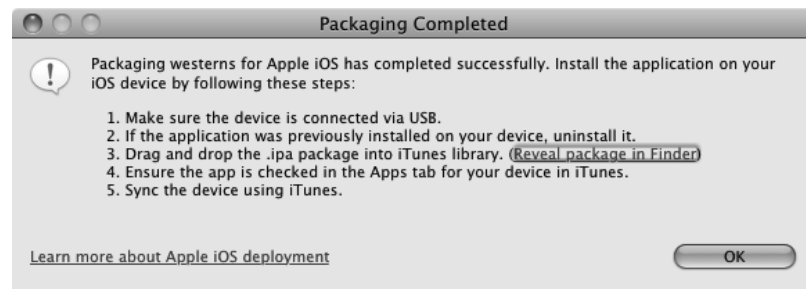 Packaging Completed
Packaging westerns for Apple iOS has completed successfully. Install the application on your
iOS device by following these steps:
1. Make sure the device is connected via USB.
2. If the application was previously installed on your device, uninstall it.
3. Drag and drop the .ipa package into iTunes library. (Reveal package in Finder)
4. Ensure the app is checked in the Apps tab for your device in iTunes.
5. Sync the device using iTunes.
Learn more about Apple iOS deployment
OK